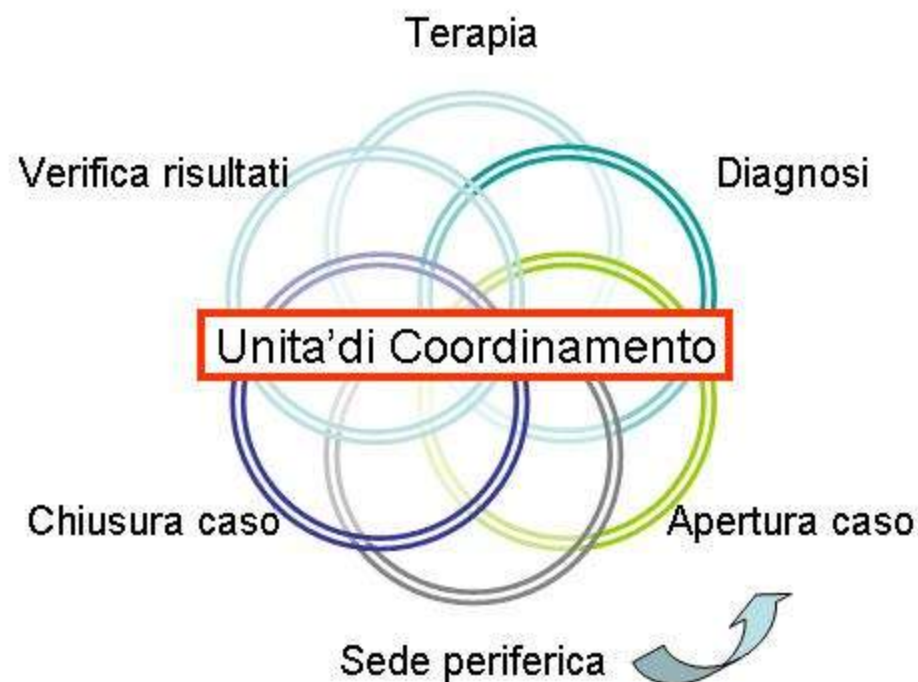 Terapia
Verifica risultati
Diagnosi
Unita'di Coordinamento
Chiusura caso
Apertura caso
Sede periferica